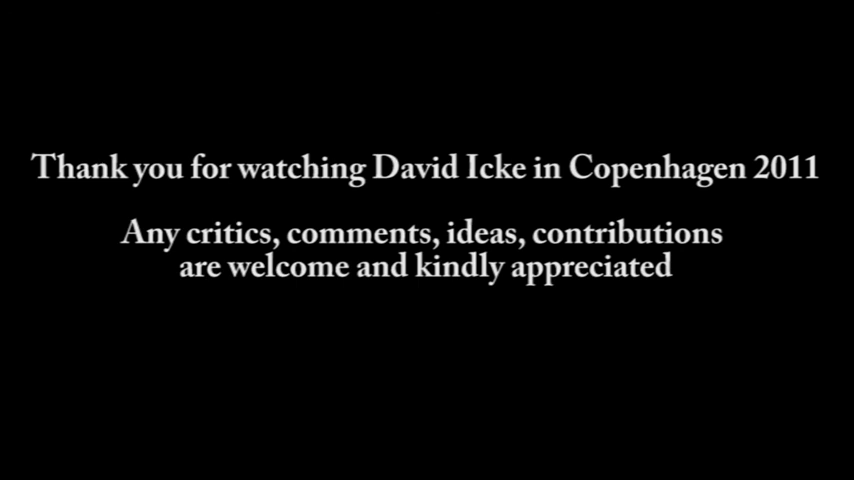 Thank you for watching David Icke in Copenhagen 2011
Any critics, comments, ideas, contributions
are welcome and kindly appreciated